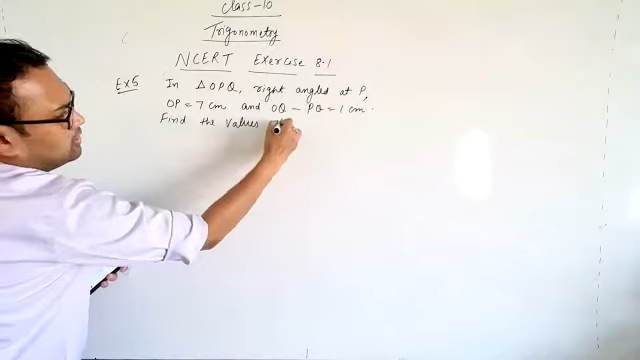 Class-10
Trigonometry
NCERT Exercise 8.1
Ex5 In △OPQ, right angled at P,
OP = 7 cm and OQ - PQ = 1 cm.
Find the values